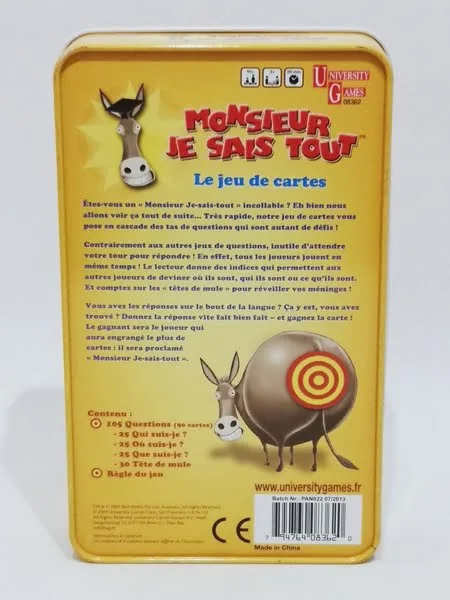 UNIVERSITY
GAMES
08362
MONSIEUR
JE SAIS TOUT™
Le jeu de cartes
Êtes-vous un « Monsieur Je-sais-tout » incollable ? Eh bien nous
allons voir ça tout de suite... Très rapide, notre jeu de cartes vous
pose en cascade des tas de questions qui sont autant de défis !
Contrairement aux autres jeux de questions, inutile d'attendre
votre tour pour répondre ! En effet, tous les joueurs jouent en
même temps ! Le lecteur donne des indices qui permettent aux
autres joueurs de deviner où ils sont, qui ils sont ou ce qu'ils sont.
Et comptez sur les « têtes de mule » pour réveiller vos méninges !
Vous avez les réponses sur le bout de la langue ? Ça y est, vous avez
trouvé ? Donnez la réponse vite fait bien fait – et gagnez la carte !
Le gagnant sera le joueur qui
aura engrangé le plus de
cartes : il sera proclamé
« Monsieur Je-sais-tout ».
Contenu :
105 Questions (90 cartes)
- 25 Qui suis-je ?
- 25 Où suis-je ?
- 25 Que suis-je ?
- 30 Tête de mule
Règle du jeu
www.universitygames.fr
Batch Nr.: PAN022 07/2013
CE
7 94764 08362 0
Made in China